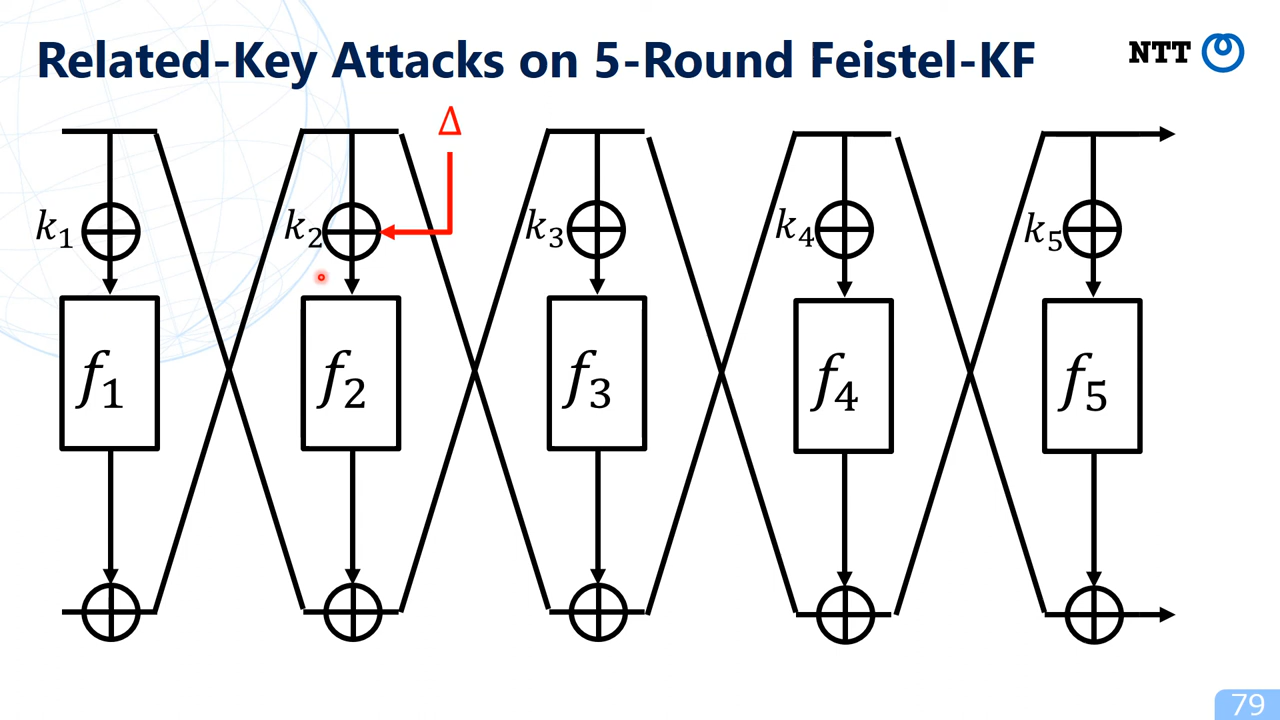 Related-Key Attacks on 5-Round Feistel-KF
NTT
Δ
k₁
k₂
k₃
k₄
k₅
f₁
f₂
f₃
f₄
f₅
79